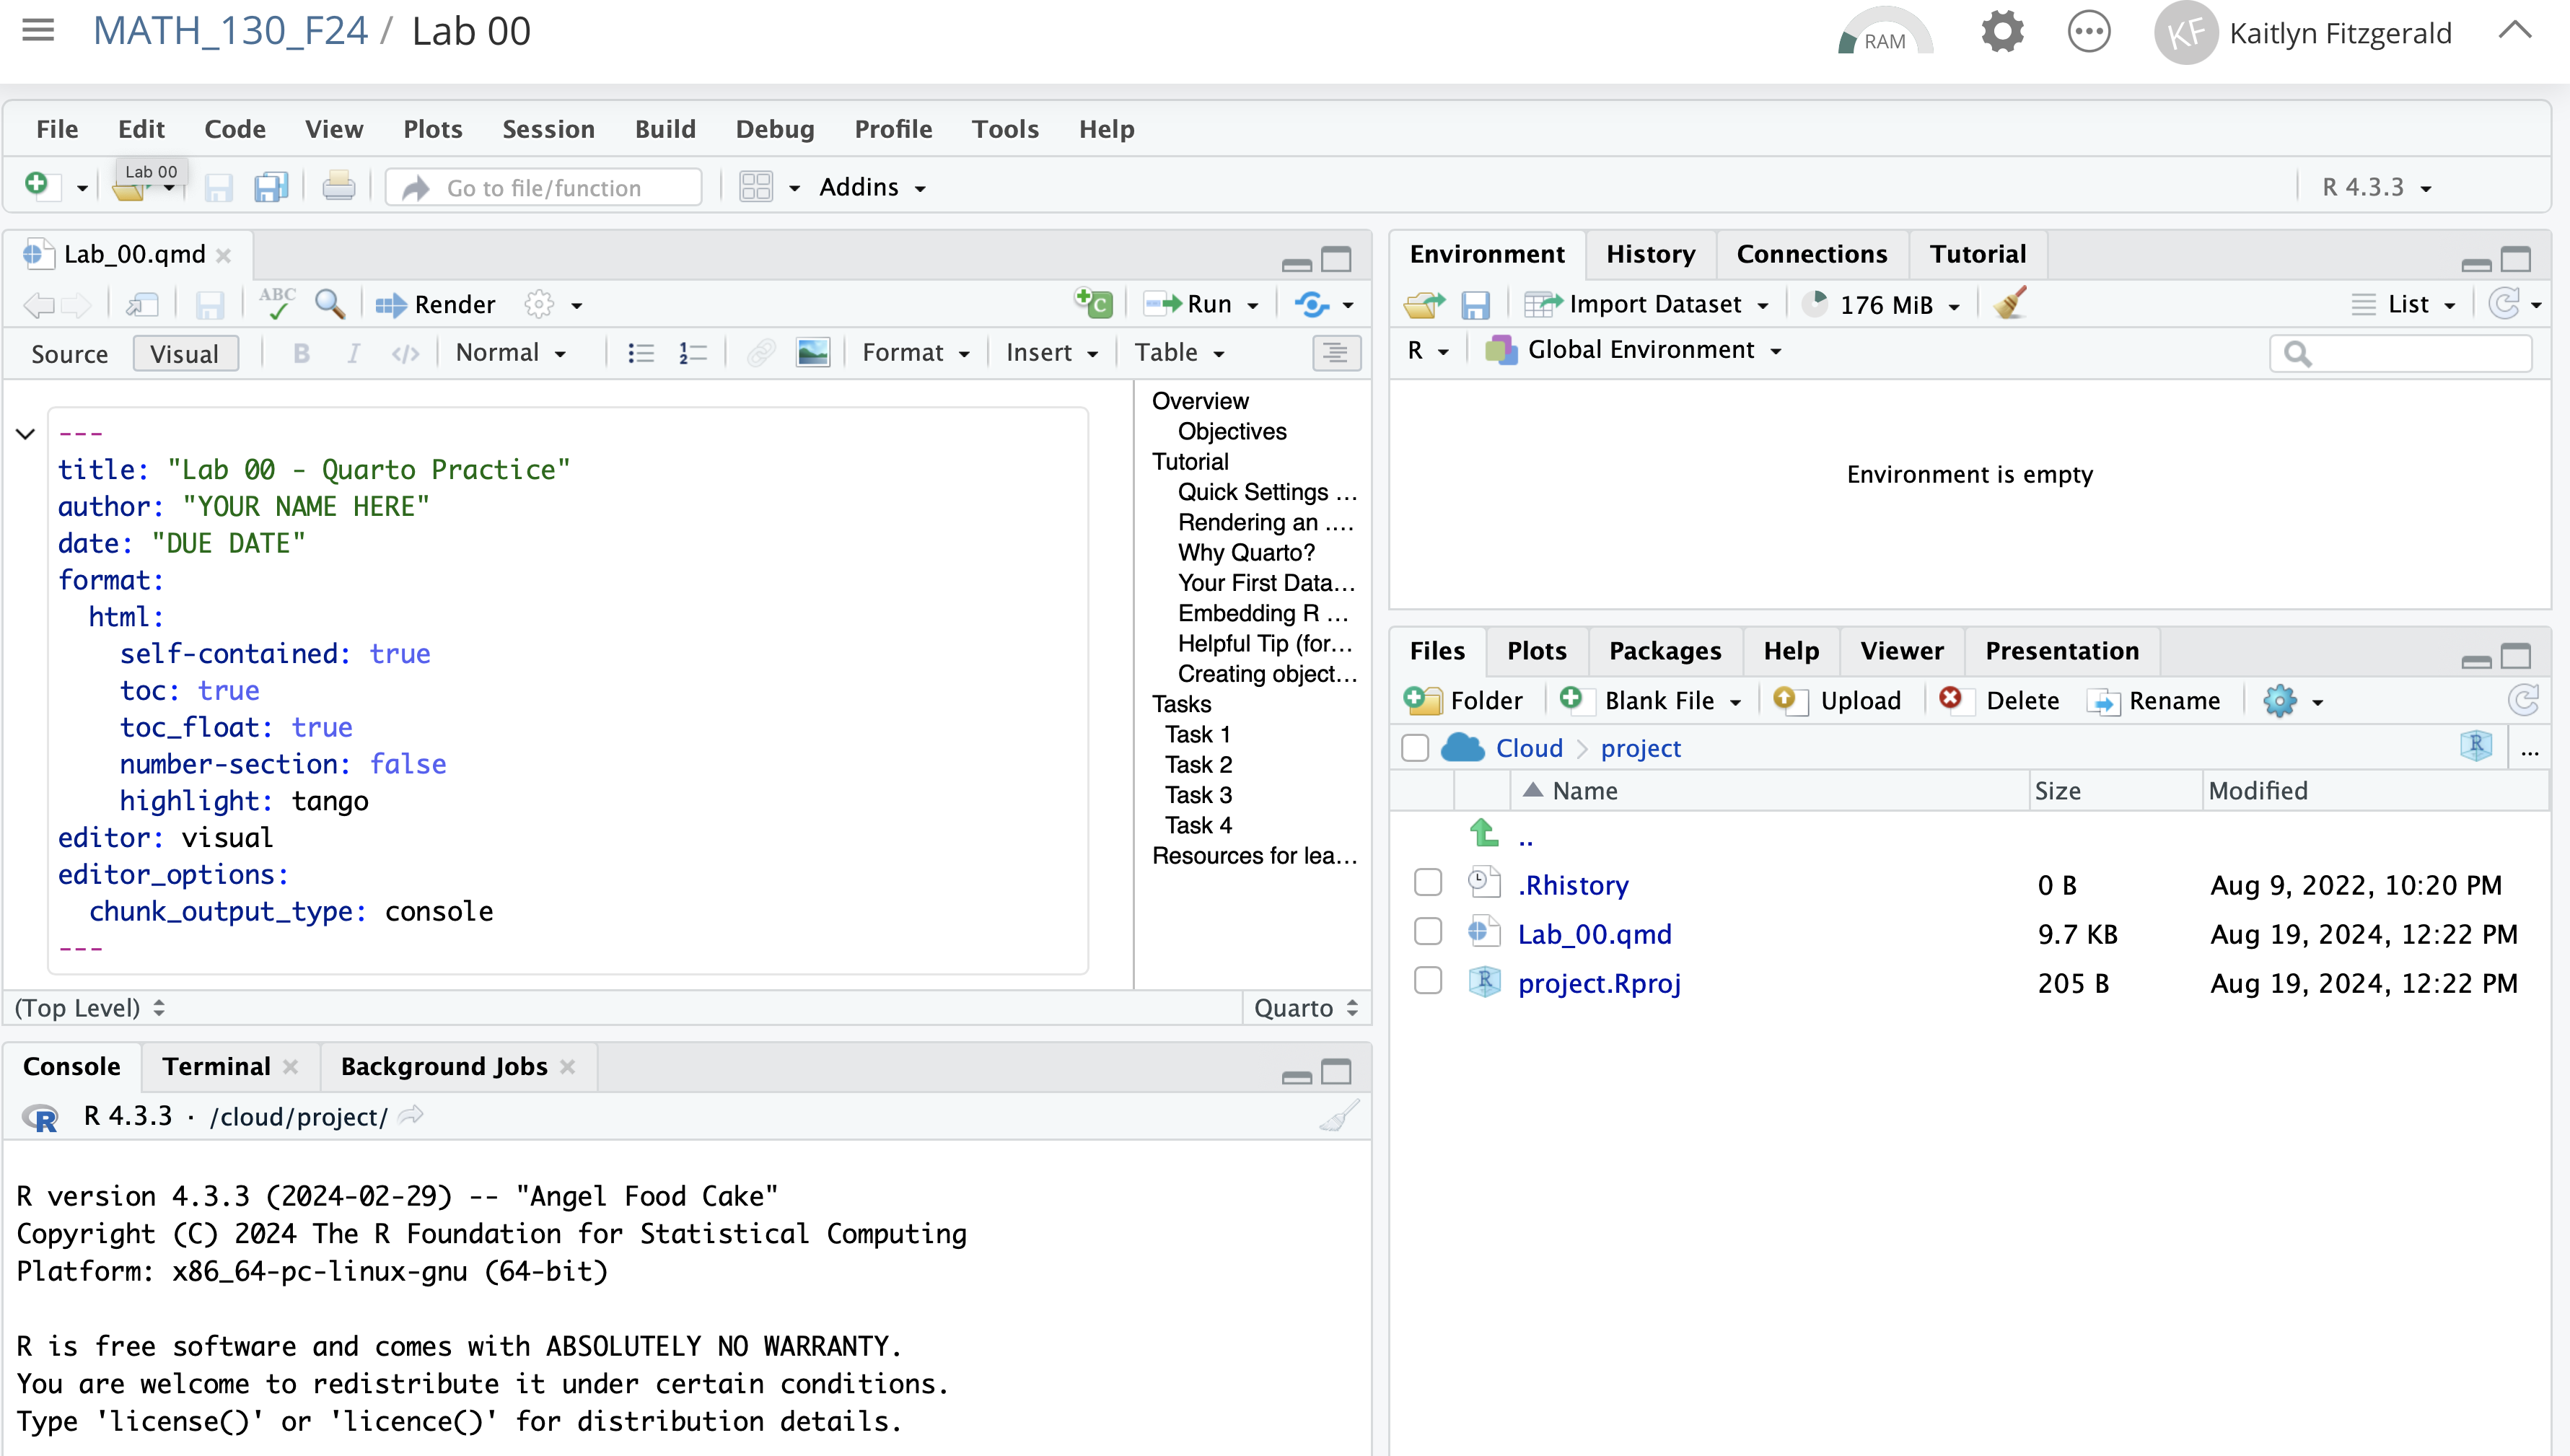 MATH_130_F24 / Lab 00
RAM
KF
Kaitlyn Fitzgerald
File Edit Code View Plots Session Build Debug Profile Tools Help
Lab 00
Go to file/function
Addins
R 4.3.3
Lab_00.qmd
ABC
Render
C
Run
Source Visual
B I </>
Normal
1
2
Format
Insert
Table
---
title: "Lab 00 - Quarto Practice"
author: "YOUR NAME HERE"
date: "DUE DATE"
format:
html:
self-contained: true
toc: true
toc_float: true
number-section: false
highlight: tango
editor: visual
editor_options:
chunk_output_type: console
---
Overview
Objectives
Tutorial
Quick Settings ...
Rendering an ....
Why Quarto?
Your First Data...
Embedding R ...
Helpful Tip (for...
Creating object...
Tasks
Task 1
Task 2
Task 3
Task 4
Resources for lea...
(Top Level)
Quarto
Console Terminal Background Jobs
R R 4.3.3 · /cloud/project/
R version 4.3.3 (2024-02-29) -- "Angel Food Cake"
Copyright (C) 2024 The R Foundation for Statistical Computing
Platform: x86_64-pc-linux-gnu (64-bit)
R is free software and comes with ABSOLUTELY NO WARRANTY.
You are welcome to redistribute it under certain conditions.
Type 'license()' or 'licence()' for distribution details.
Environment History Connections Tutorial
Import Dataset
176 MiB
List
R
Global Environment
Environment is empty
Files Plots Packages Help Viewer Presentation
Folder Blank File Upload Delete Rename
Cloud project
R
...
Name Size Modified
..
.Rhistory 0 B Aug 9, 2022, 10:20 PM
Lab_00.qmd 9.7 KB Aug 19, 2024, 12:22 PM
R project.Rproj 205 B Aug 19, 2024, 12:22 PM